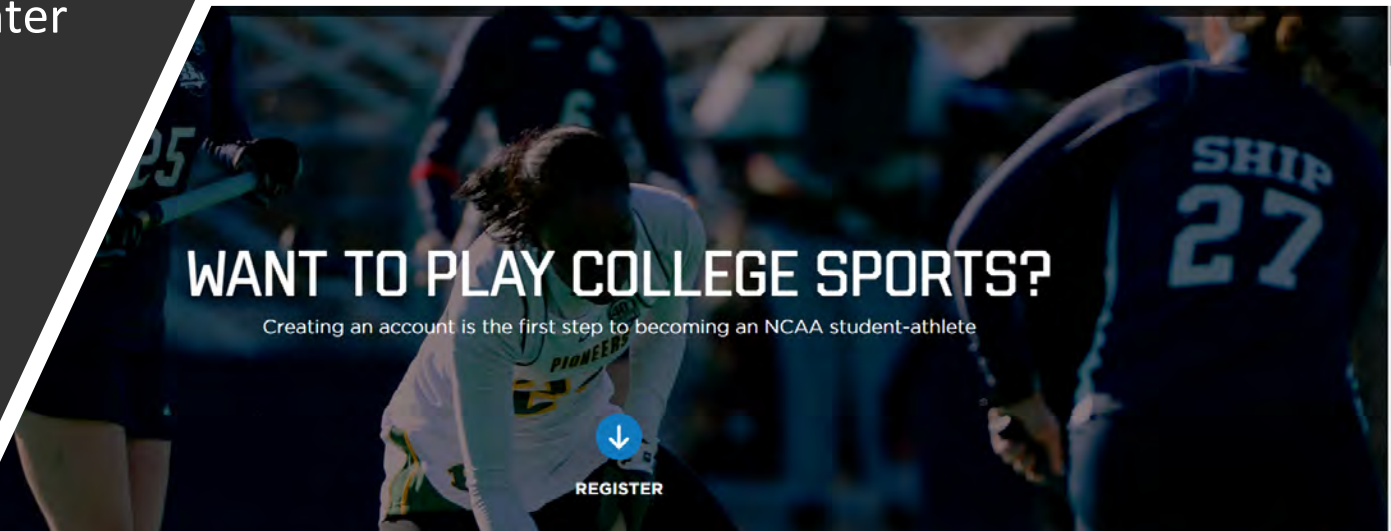 nter
25
6
SHIP
27
WANT TO PLAY COLLEGE SPORTS?
Creating an account is the first step to becoming an NCAA student-athlete
PIONEERS
REGISTER